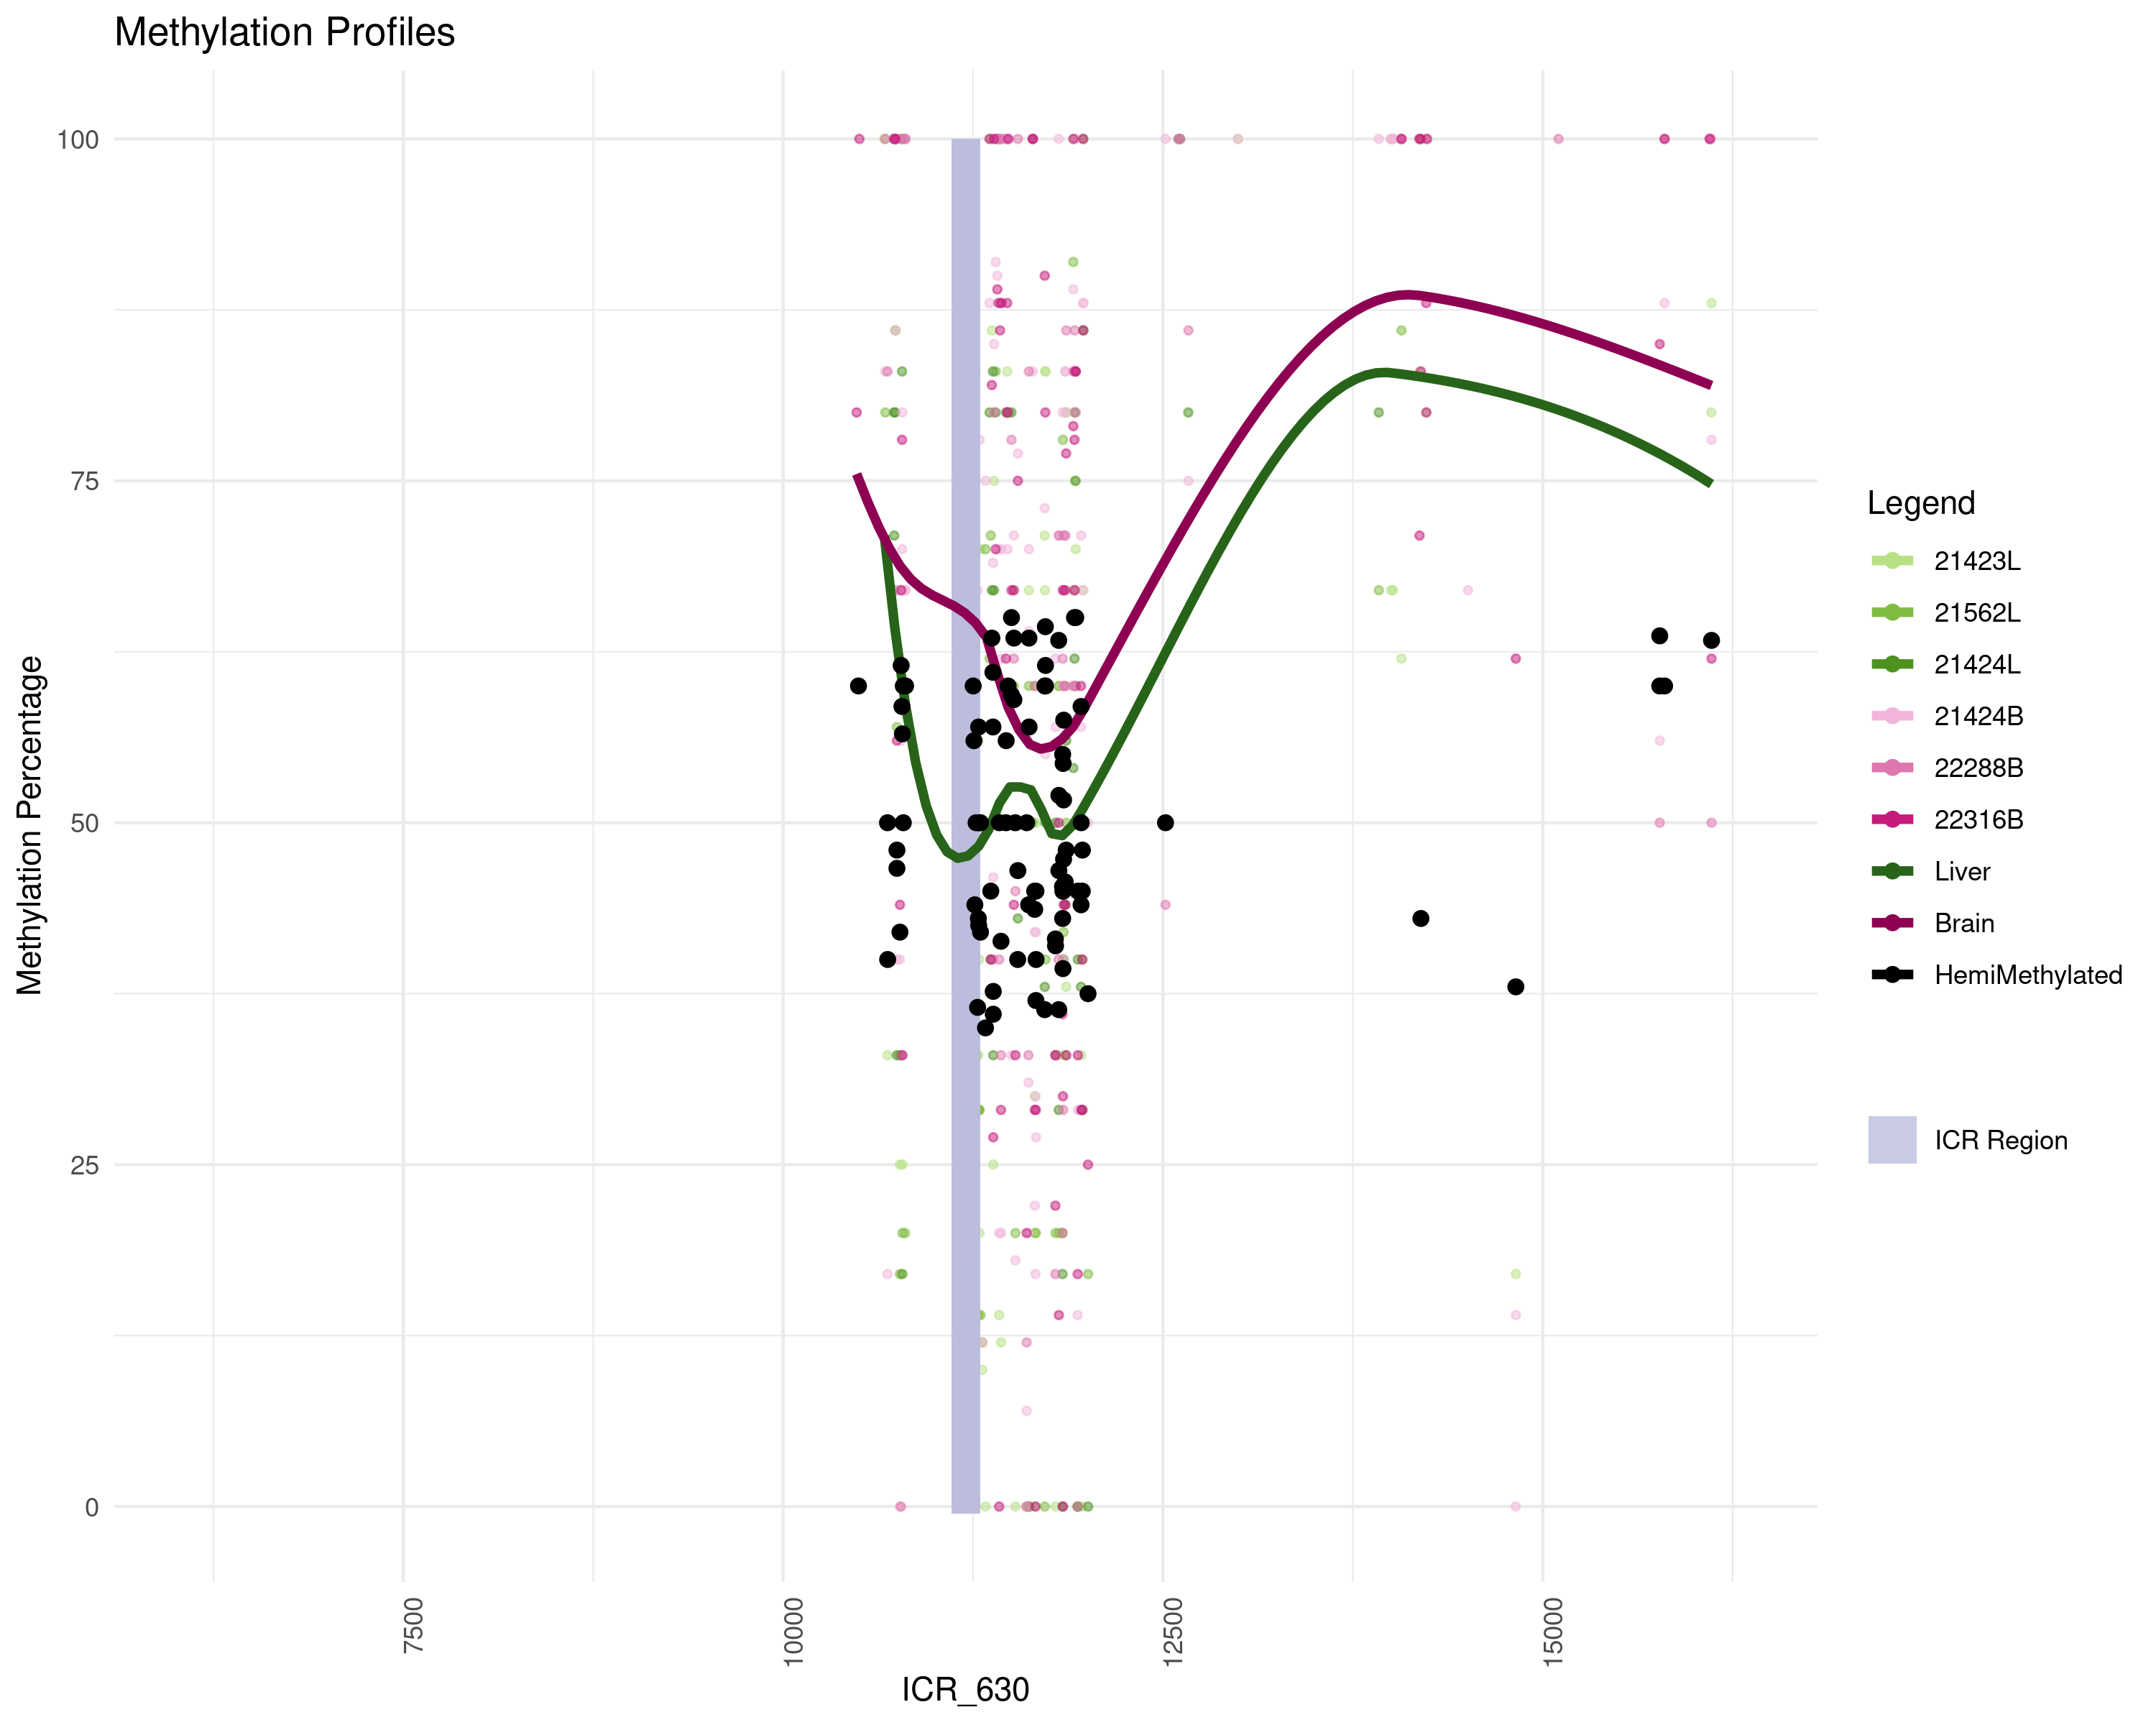 Methylation Profiles
100
75
50
25
0
Methylation Percentage
7500
10000
12500
15000
ICR_630
Legend
21423L
21562L
21424L
21424B
22288B
22316B
Liver
Brain
HemiMethylated
ICR Region